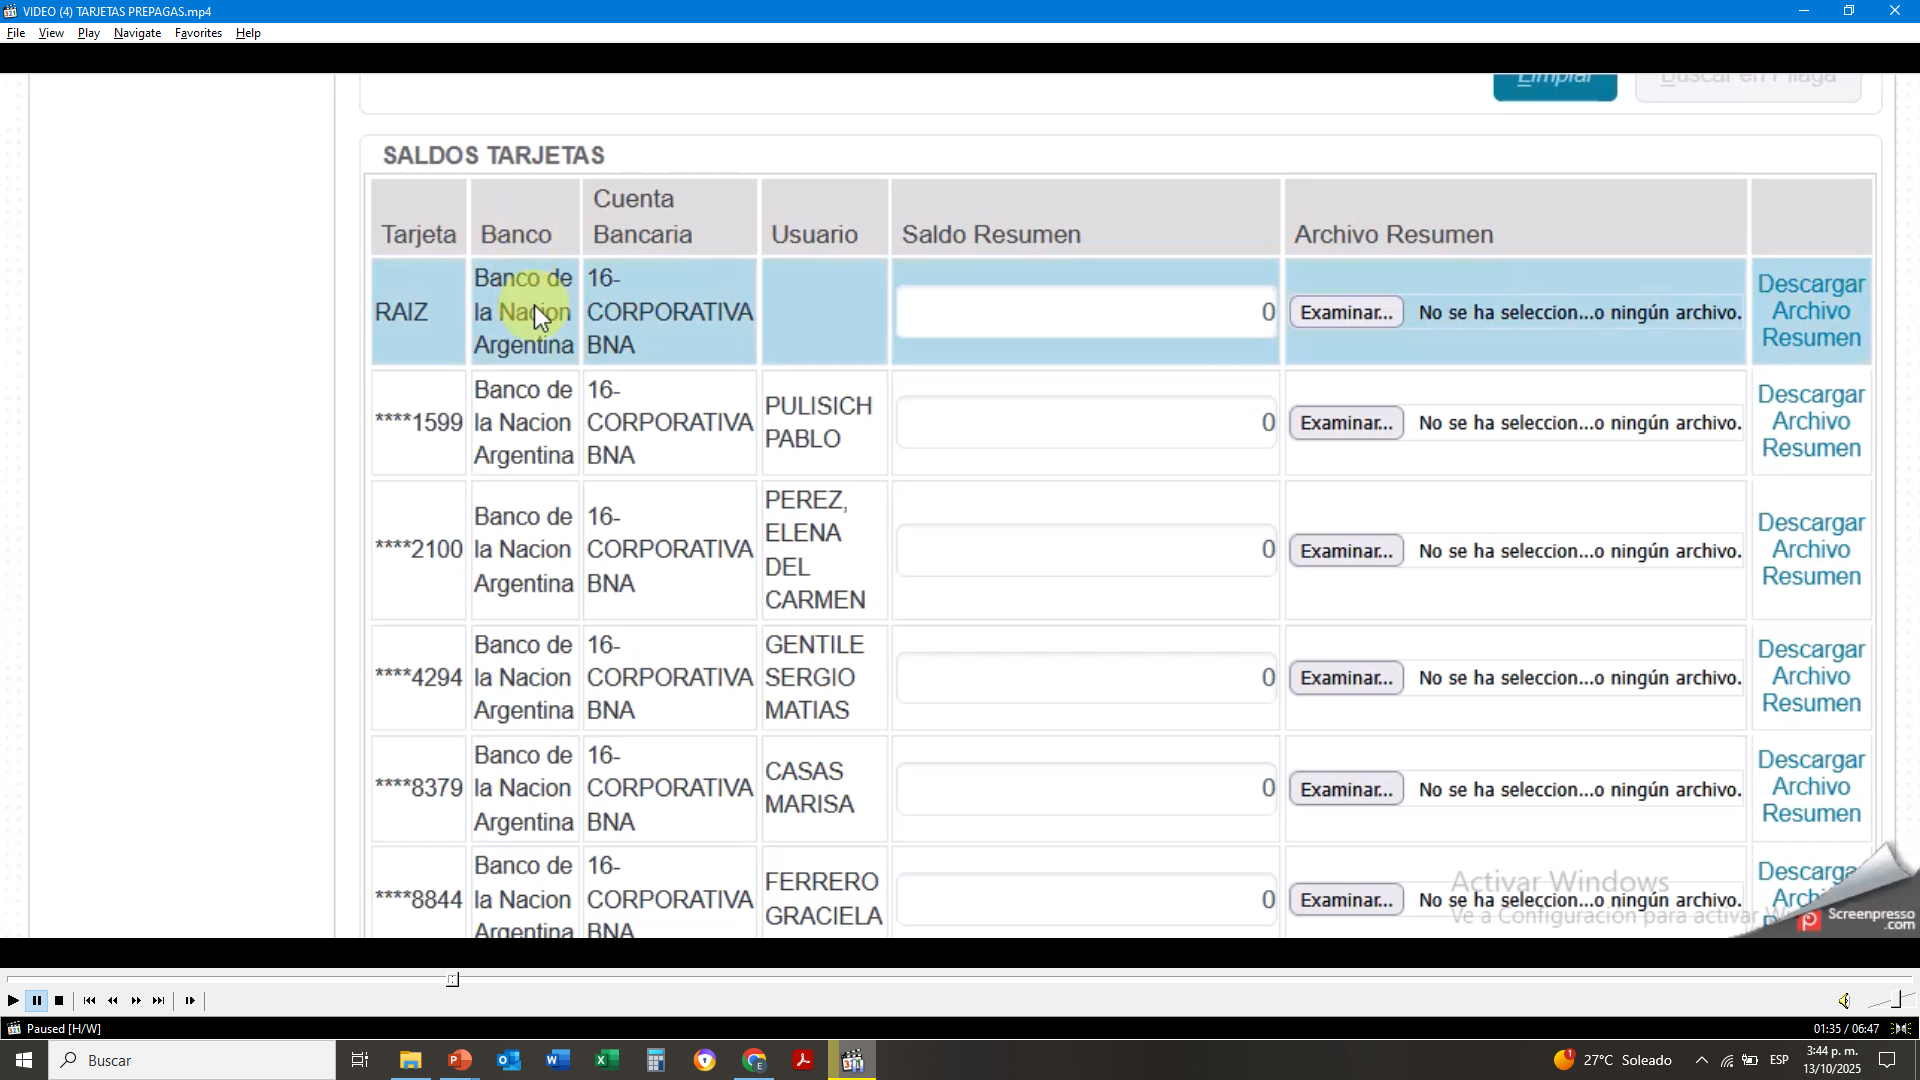 VIDEO (4) TARJETAS PREPAGAS.mp4
File View Play Navigate Favorites Help
Limpiar Buscar en Pilagá
SALDOS TARJETAS
Tarjeta Banco Cuenta Bancaria Usuario Saldo Resumen Archivo Resumen
RAIZ Banco de la Nacion Argentina 16-CORPORATIVA BNA 0 Examinar... No se ha seleccion...o ningún archivo. Descargar Archivo Resumen
****1599 Banco de la Nacion Argentina 16-CORPORATIVA BNA PULISICH PABLO 0 Examinar... No se ha seleccion...o ningún archivo. Descargar Archivo Resumen
****2100 Banco de la Nacion Argentina 16-CORPORATIVA BNA PEREZ, ELENA DEL CARMEN 0 Examinar... No se ha seleccion...o ningún archivo. Descargar Archivo Resumen
****4294 Banco de la Nacion Argentina 16-CORPORATIVA BNA GENTILE SERGIO MATIAS 0 Examinar... No se ha seleccion...o ningún archivo. Descargar Archivo Resumen
****8379 Banco de la Nacion Argentina 16-CORPORATIVA BNA CASAS MARISA 0 Examinar... No se ha seleccion...o ningún archivo. Descargar Archivo Resumen
****8844 Banco de la Nacion Argentina 16-CORPORATIVA BNA FERRERO GRACIELA 0 Examinar... No se ha seleccion...o ningún archivo.
Activar Windows
Ve a Configuración para activar
Screenpresso
.com
Paused [H/W]
01:35 / 06:47
Buscar
27°C Soleado
ESP
3:44 p. m.
13/10/2025